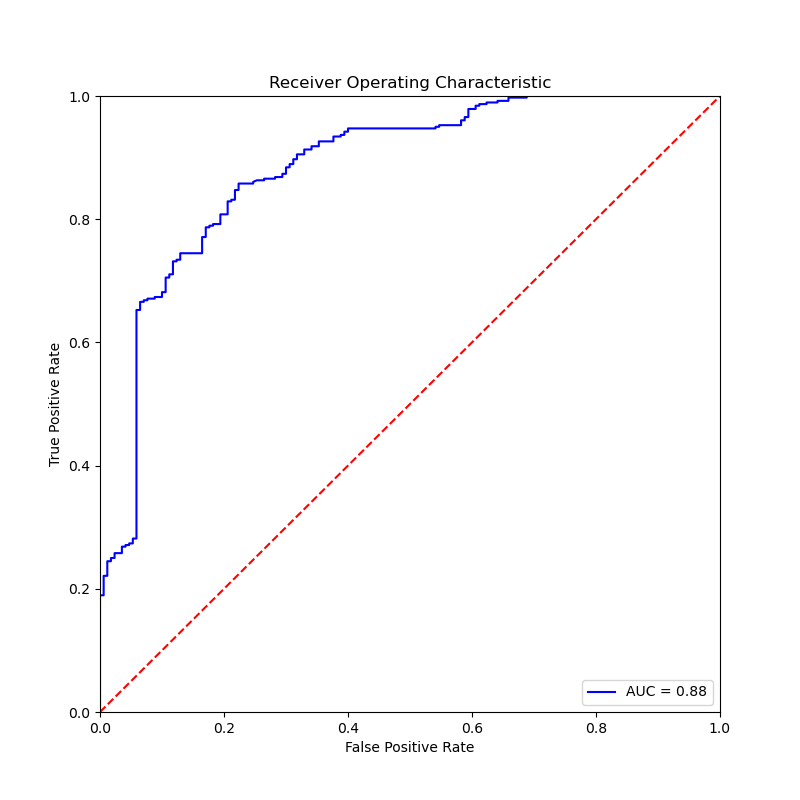 Receiver Operating Characteristic
1.0
0.8
0.6
0.4
0.2
0.0
True Positive Rate
0.0 0.2 0.4 0.6 0.8 1.0
False Positive Rate
AUC = 0.88